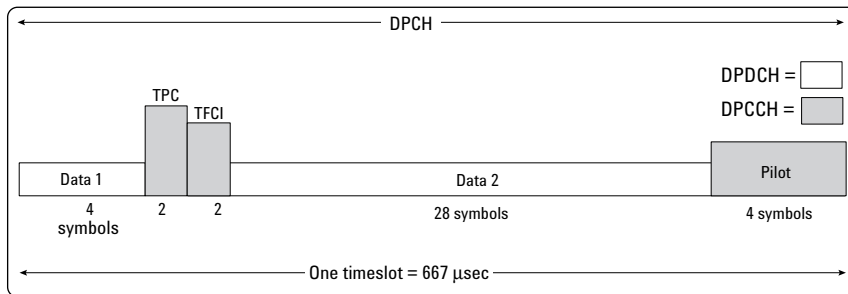 DPCH
DPDCH =
DPCCH =
TPC
TFCI
Data 1
Data 2
Pilot
4
symbols
2
2
28 symbols
4 symbols
One timeslot = 667 µsec